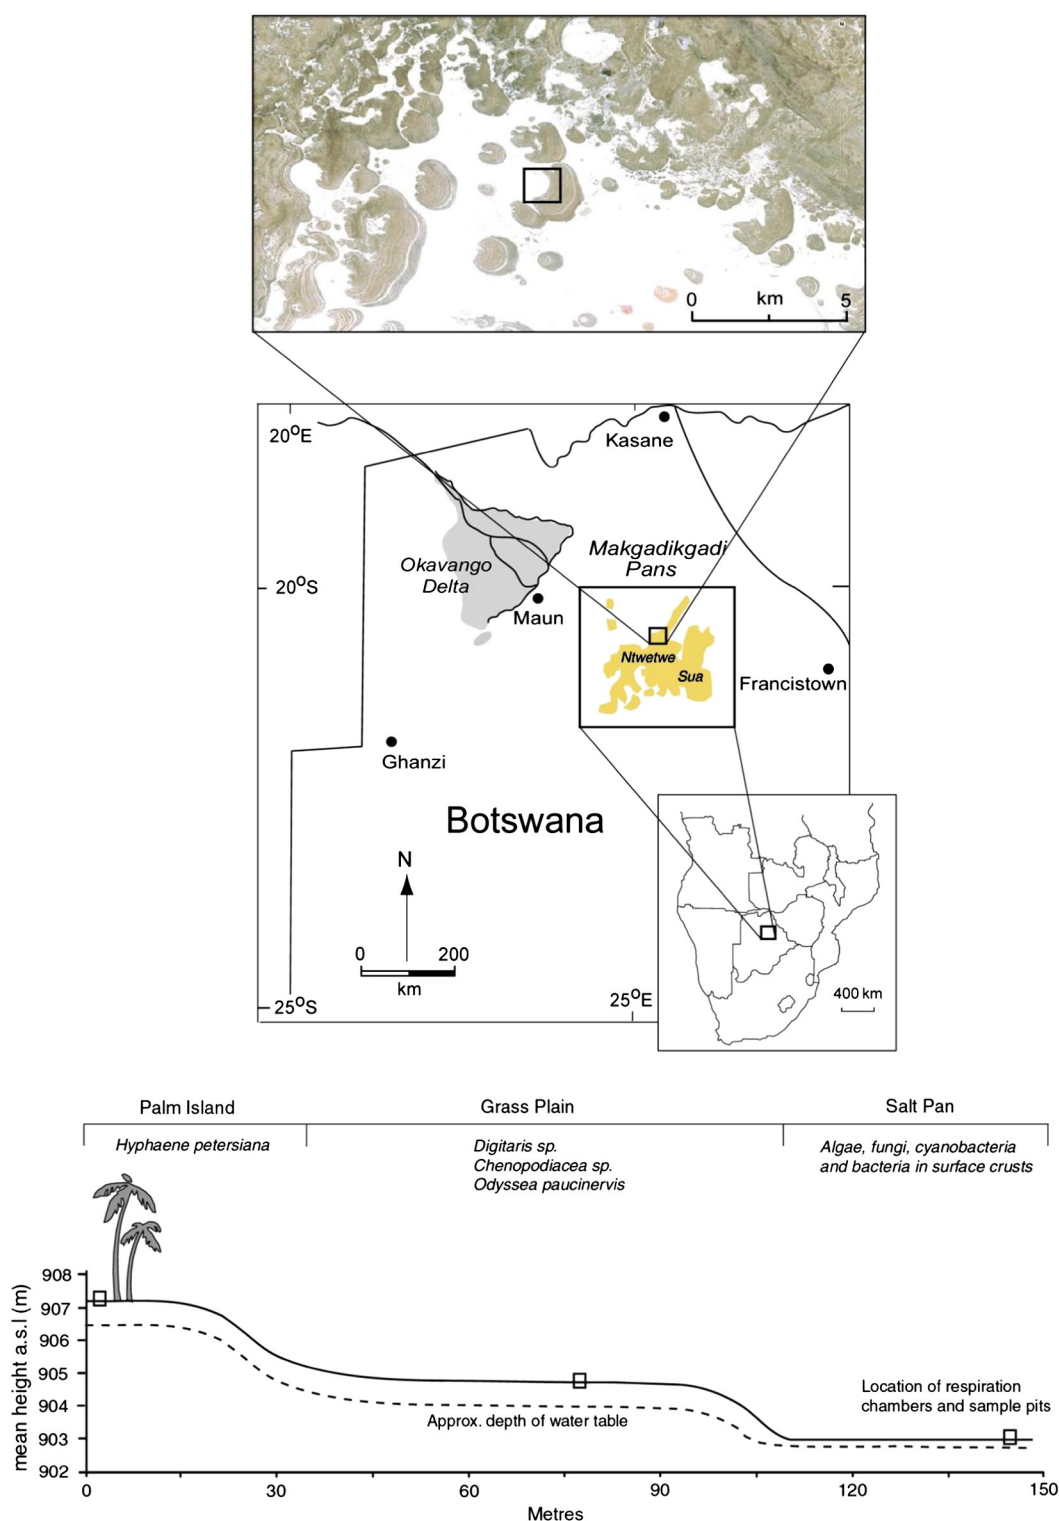 N
0 km 5
20°E
Kasane
Makgadikgadi
Pans
Okavango
Delta
20°S
Maun
Ntwetwe
Sua
Francistown
Ghanzi
Botswana
N
0 200
km
25°S
25°E
400 km
Palm Island Grass Plain Salt Pan
Hyphaene petersiana
Digitaris sp.
Chenopodiacea sp.
Odyssea paucinervis
Algae, fungi, cyanobacteria
and bacteria in surface crusts
mean height a.s.l (m)
908
907
906
905
904
903
902
Location of respiration
chambers and sample pits
Approx. depth of water table
0 30 60 90 120 150
Metres